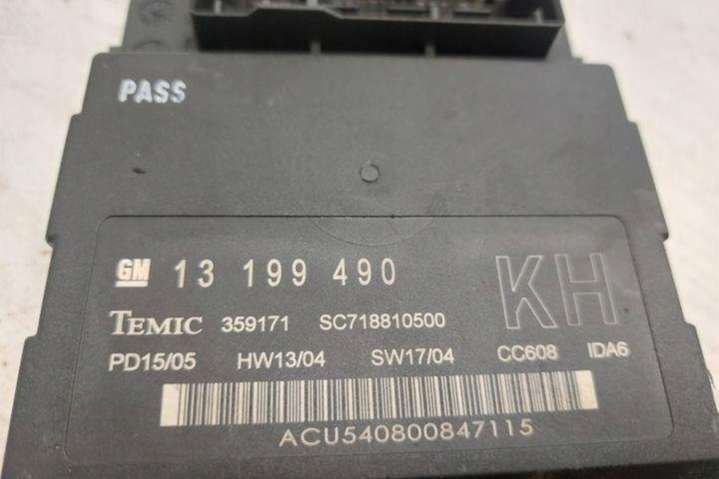 PASS
GM 13 199 490 KH
TEMIC 359171 SC718810500
PD15/05 HW13/04 SW17/04 CC608 IDA6
ACU540800847115